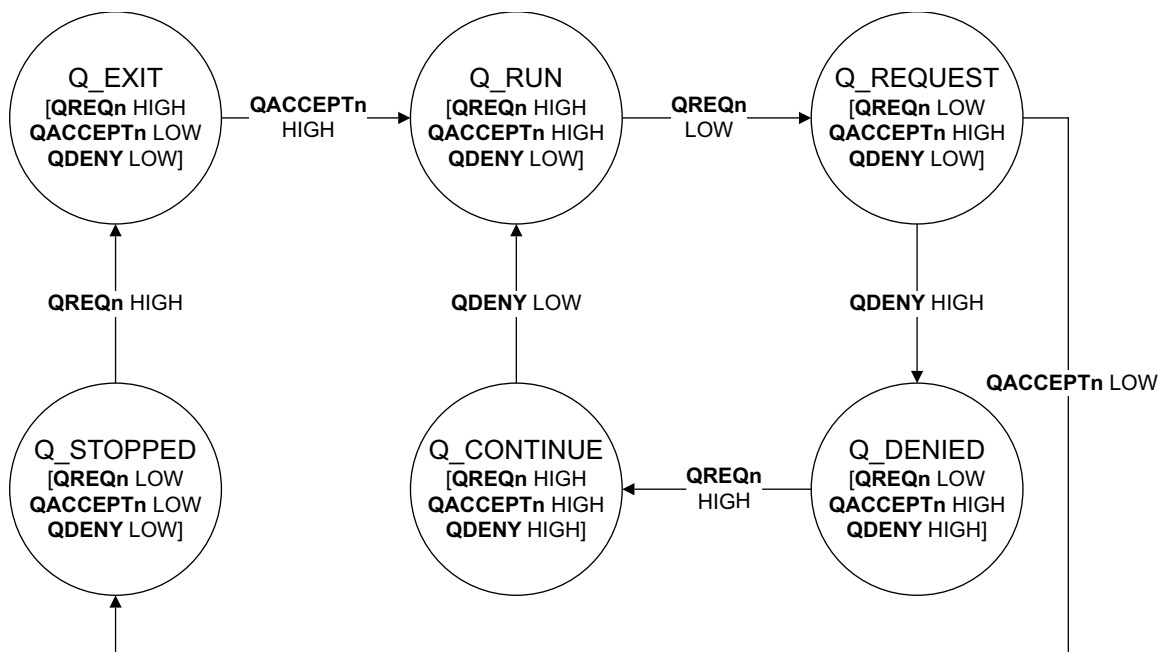 Q_EXIT
[QREQn HIGH
QACCEPTn LOW
QDENY LOW]
QACCEPTn
HIGH
Q_RUN
[QREQn HIGH
QACCEPTn HIGH
QDENY LOW]
QREQn
LOW
Q_REQUEST
[QREQn LOW
QACCEPTn HIGH
QDENY LOW]
QREQn HIGH
QDENY LOW
QDENY HIGH
QACCEPTn LOW
Q_STOPPED
[QREQn LOW
QACCEPTn LOW
QDENY LOW]
Q_CONTINUE
[QREQn HIGH
QACCEPTn HIGH
QDENY HIGH]
QREQn
HIGH
Q_DENIED
[QREQn LOW
QACCEPTn HIGH
QDENY HIGH]